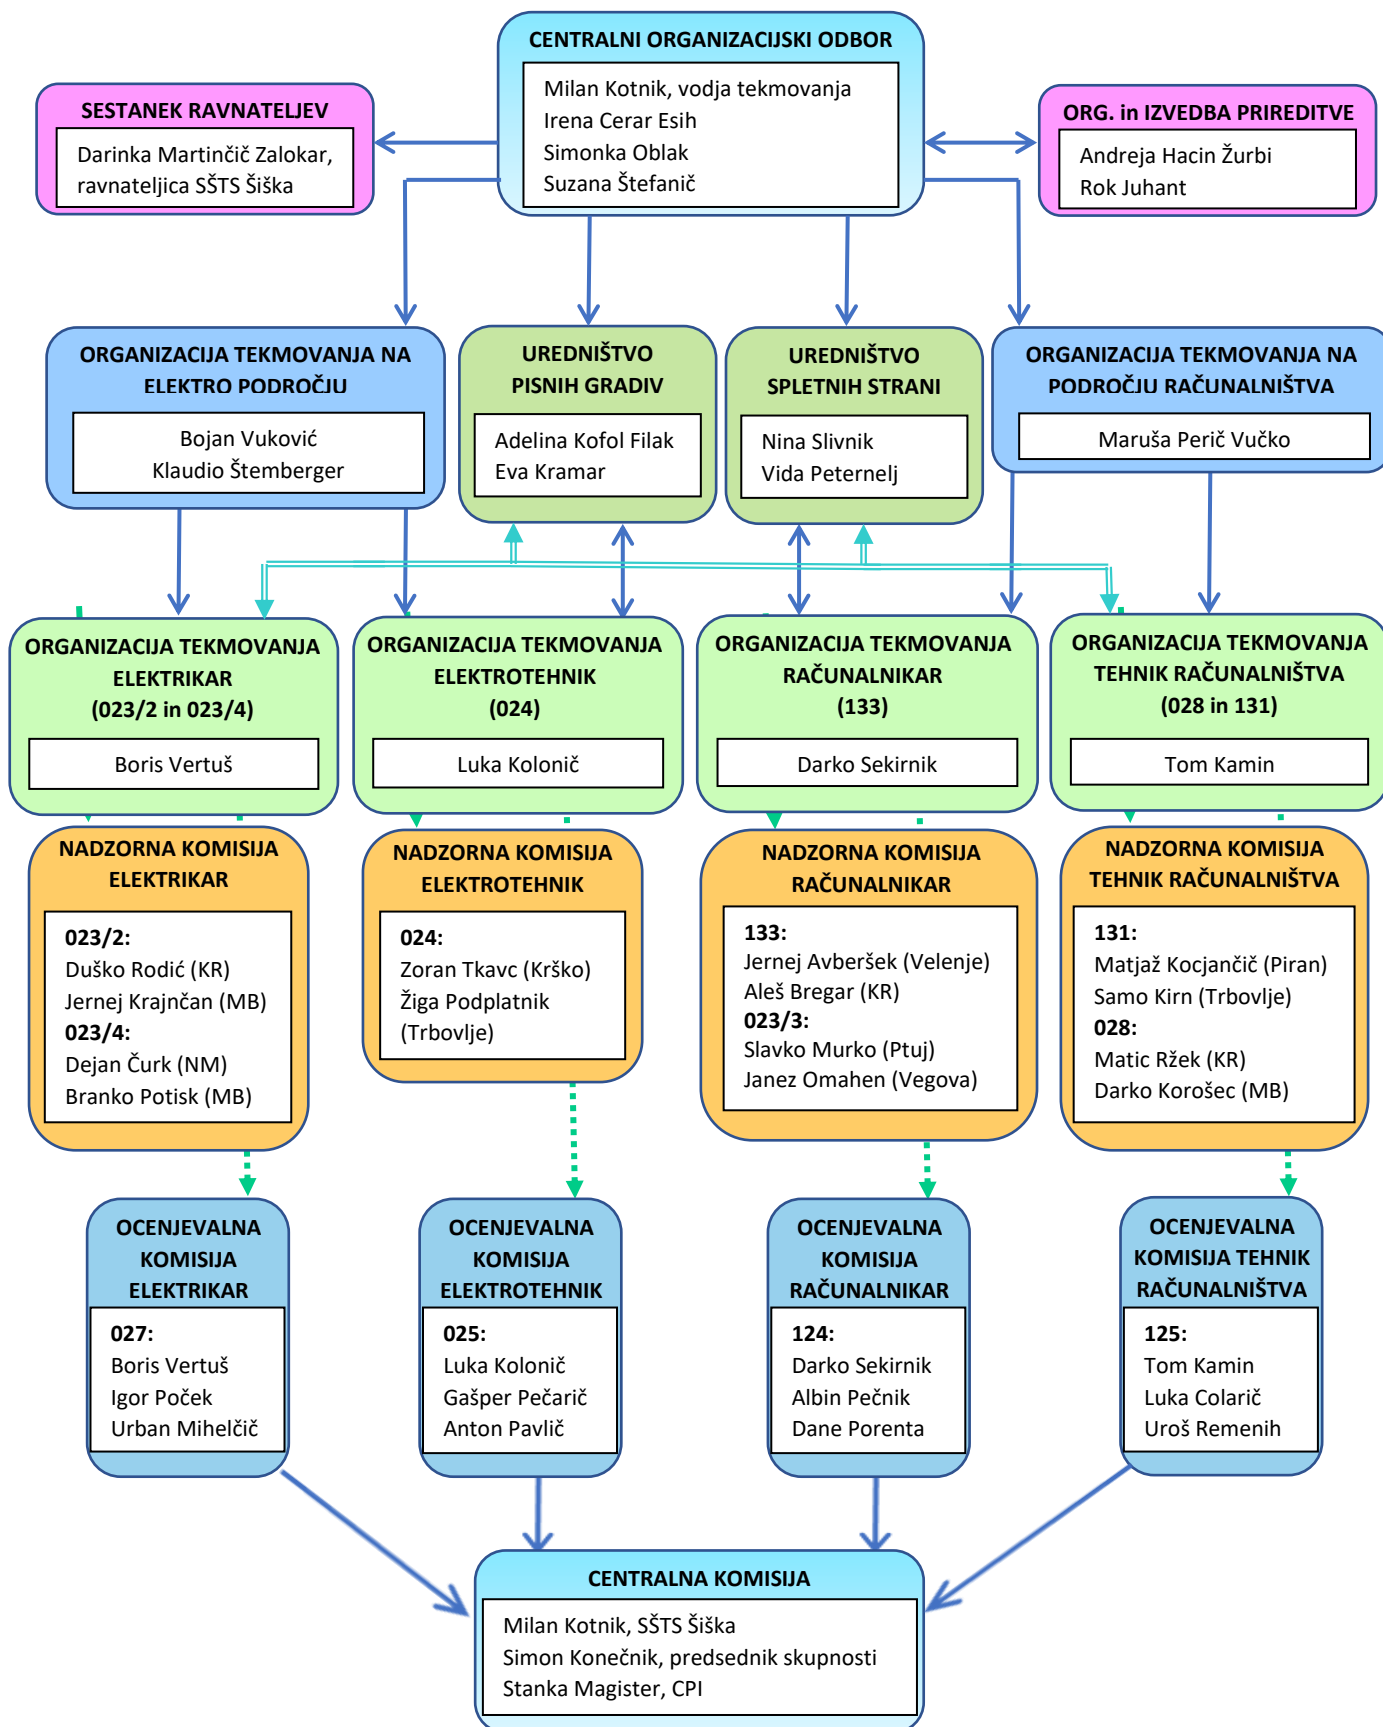 CENTRALNI ORGANIZACIJSKI ODBOR
Milan Kotnik, vodja tekmovanja
Irena Cerar Esih
Simonka Oblak
Suzana Štefanič
SESTANEK RAVNATELJEV
Darinka Martinčič Zalokar,
ravnateljica SŠTS Šiška
ORG. in IZVEDBA PRIREDITVE
Andreja Hacin Žurbi
Rok Juhant
ORGANIZACIJA TEKMOVANJA NA
ELEKTRO PODROČJU
Bojan Vuković
Klaudio Štemberger
UREDNIŠTVO
PISNIH GRADIV
Adelina Kofol Filak
Eva Kramar
UREDNIŠTVO
SPLETNIH STRANI
Nina Slivnik
Vida Peternelj
ORGANIZACIJA TEKMOVANJA NA
PODROČJU RAČUNALNIŠTVA
Maruša Perič Vučko
ORGANIZACIJA TEKMOVANJA
ELEKTRIKAR
(023/2 in 023/4)
Boris Vertuš
ORGANIZACIJA TEKMOVANJA
ELEKTROTEHNIK
(024)
Luka Kolonič
ORGANIZACIJA TEKMOVANJA
RAČUNALNIKAR
(133)
Darko Sekirnik
ORGANIZACIJA TEKMOVANJA
TEHNIK RAČUNALNIŠTVA
(028 in 131)
Tom Kamin
NADZORNA KOMISIJA
ELEKTRIKAR
023/2:
Duško Rodić (KR)
Jernej Krajnčan (MB)
023/4:
Dejan Čurk (NM)
Branko Potisk (MB)
NADZORNA KOMISIJA
ELEKTROTEHNIK
024:
Zoran Tkavc (Krško)
Žiga Podplatnik
(Trbovlje)
NADZORNA KOMISIJA
RAČUNALNIKAR
133:
Jernej Avberšek (Velenje)
Aleš Bregar (KR)
023/3:
Slavko Murko (Ptuj)
Janez Omahen (Vegova)
NADZORNA KOMISIJA
TEHNIK RAČUNALNIŠTVA
131:
Matjaž Kocjančič (Piran)
Samo Kirn (Trbovlje)
028:
Matic Ržek (KR)
Darko Korošec (MB)
OCENJEVALNA
KOMISIJA
ELEKTRIKAR
027:
Boris Vertuš
Igor Poček
Urban Mihelčič
OCENJEVALNA
KOMISIJA
ELEKTROTEHNIK
025:
Luka Kolonič
Gašper Pečarič
Anton Pavlič
OCENJEVALNA
KOMISIJA
RAČUNALNIKAR
124:
Darko Sekirnik
Albin Pečnik
Dane Porenta
OCENJEVALNA
KOMISIJA TEHNIK
RAČUNALNIŠTVA
125:
Tom Kamin
Luka Colarič
Uroš Remenih
CENTRALNA KOMISIJA
Milan Kotnik, SŠTS Šiška
Simon Konečnik, predsednik skupnosti
Stanka Magister, CPI